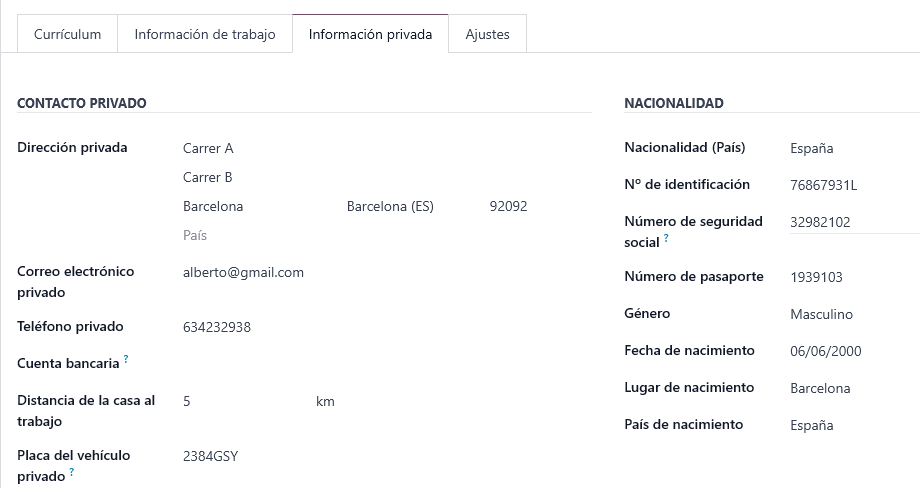 Currículum
Información de trabajo
Información privada
Ajustes
CONTACTO PRIVADO
Dirección privada
Carrer A
Carrer B
Barcelona Barcelona (ES) 92092
País
Correo electrónico
privado
alberto@gmail.com
Teléfono privado
634232938
Cuenta bancaria ?
Distancia de la casa al
trabajo
5 km
Placa del vehículo
privado ?
2384GSY
NACIONALIDAD
Nacionalidad (País)
España
Nº de identificación
76867931L
Número de seguridad
social ?
32982102
Número de pasaporte
1939103
Género
Masculino
Fecha de nacimiento
06/06/2000
Lugar de nacimiento
Barcelona
País de nacimiento
España